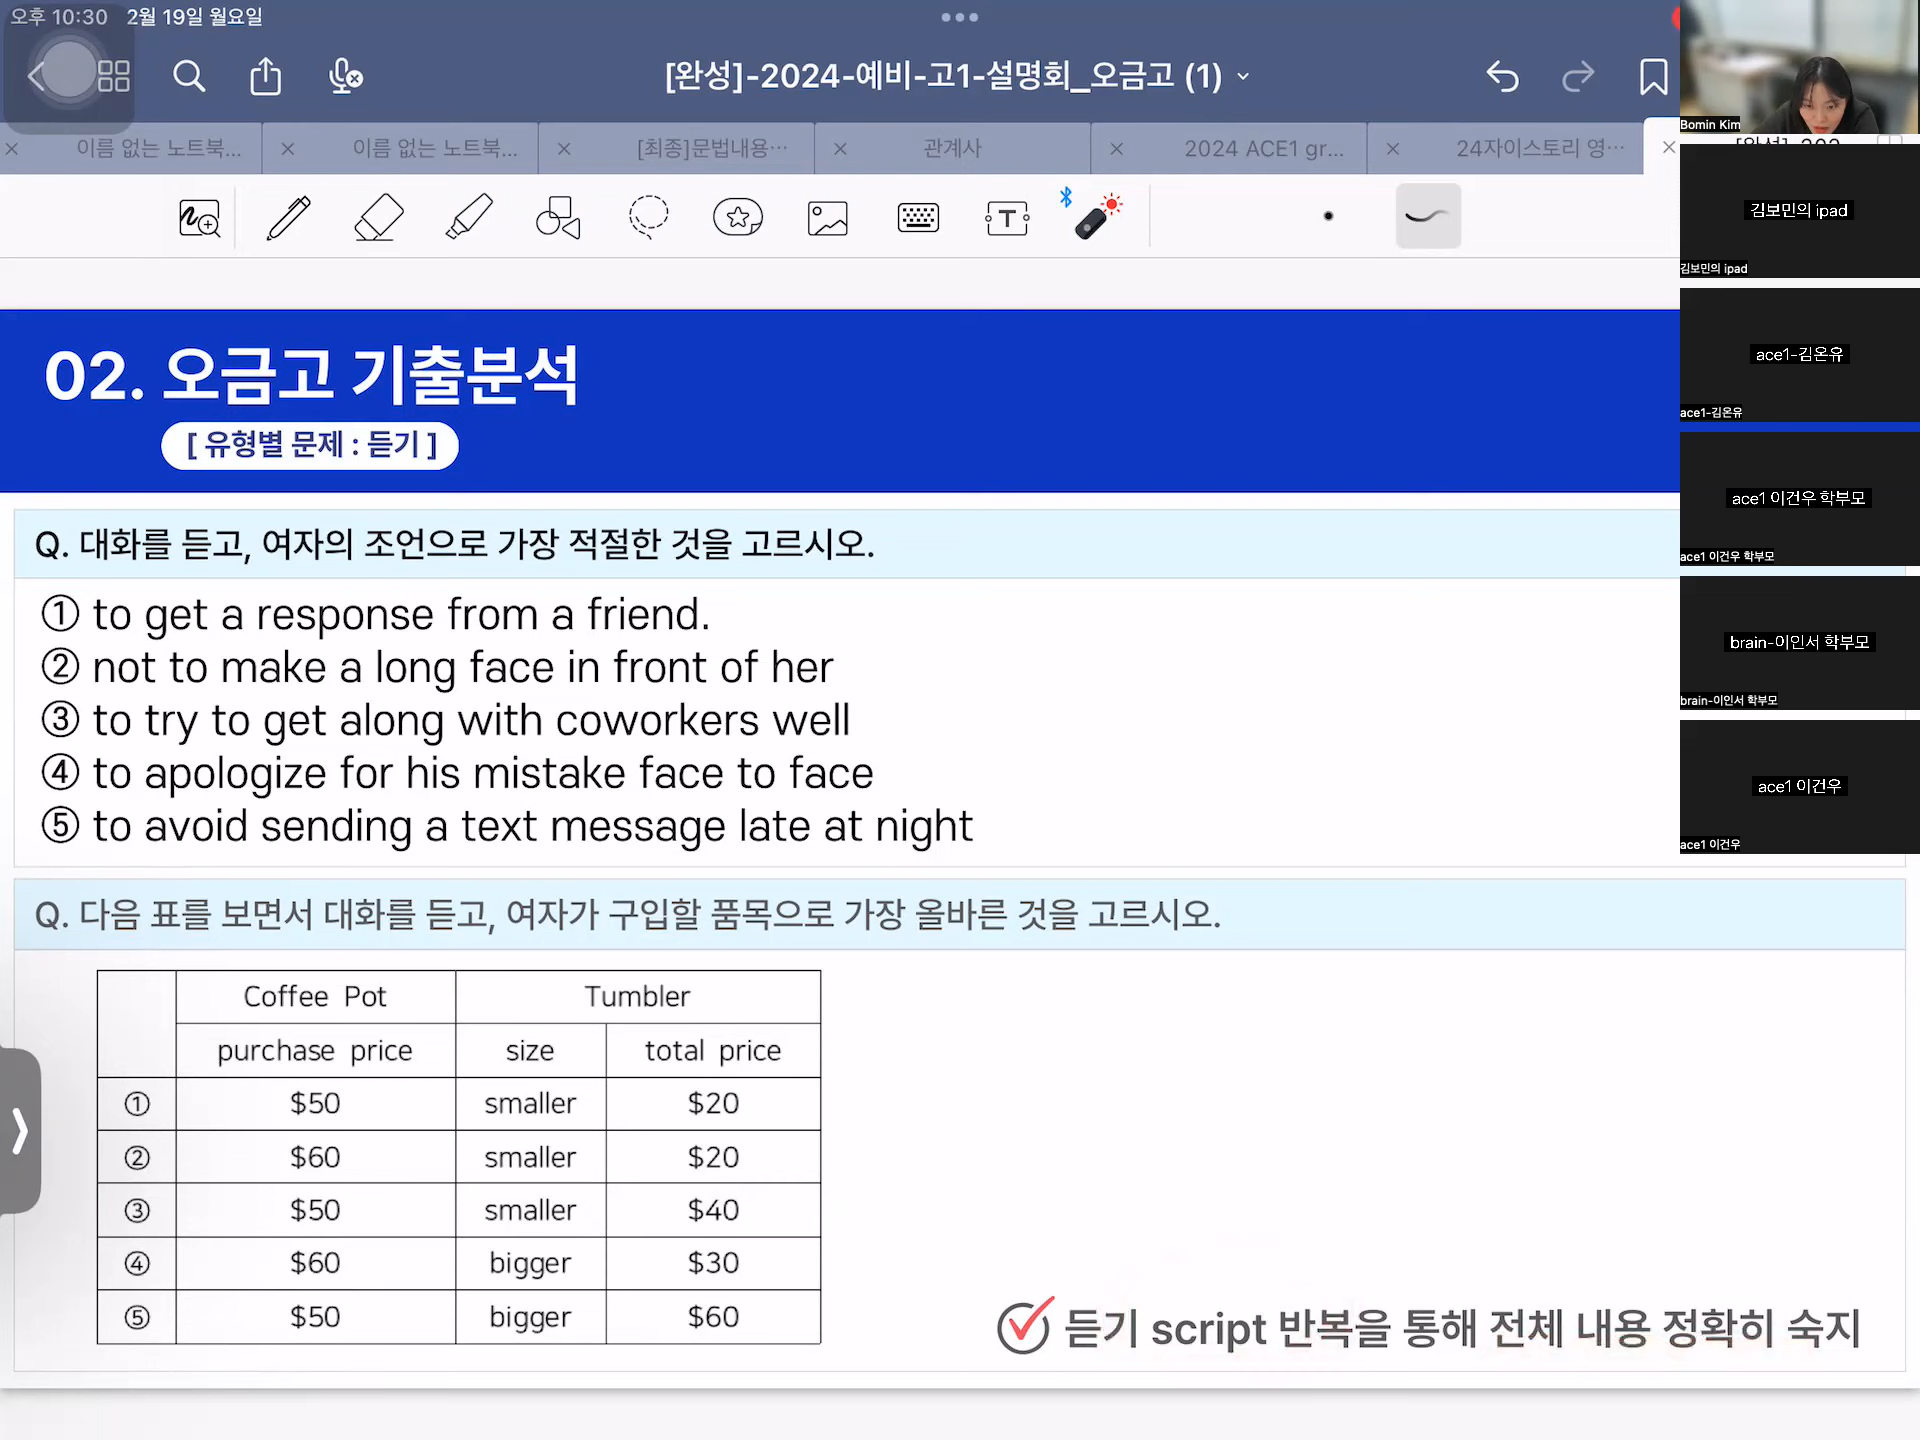 오후 10:30 2월 19일 월요일
[완성]-2024-예비-고1-설명회_오금고 (1)
이름 없는 노트북...
이름 없는 노트북...
[최종]문법내용...
관계사
2024 ACE1 gr...
24자이스토리 영...
02. 오금고 기출분석
[ 유형별 문제 : 듣기 ]
Q. 대화를 듣고, 여자의 조언으로 가장 적절한 것을 고르시오.
① to get a response from a friend.
② not to make a long face in front of her
③ to try to get along with coworkers well
④ to apologize for his mistake face to face
⑤ to avoid sending a text message late at night
Q. 다음 표를 보면서 대화를 듣고, 여자가 구입할 품목으로 가장 올바른 것을 고르시오.
Coffee Pot Tumbler
purchase price size total price
① $50 smaller $20
② $60 smaller $20
③ $50 smaller $40
④ $60 bigger $30
⑤ $50 bigger $60
듣기 script 반복을 통해 전체 내용 정확히 숙지
Bomin Kim
김보민의 ipad
김보민의 ipad
ace1-김온유
ace1-김온유
ace1 이건우 학부모
ace1 이건우 학부모
brain-이인서 학부모
brain-이인서 학부모
ace1 이건우
ace1 이건우